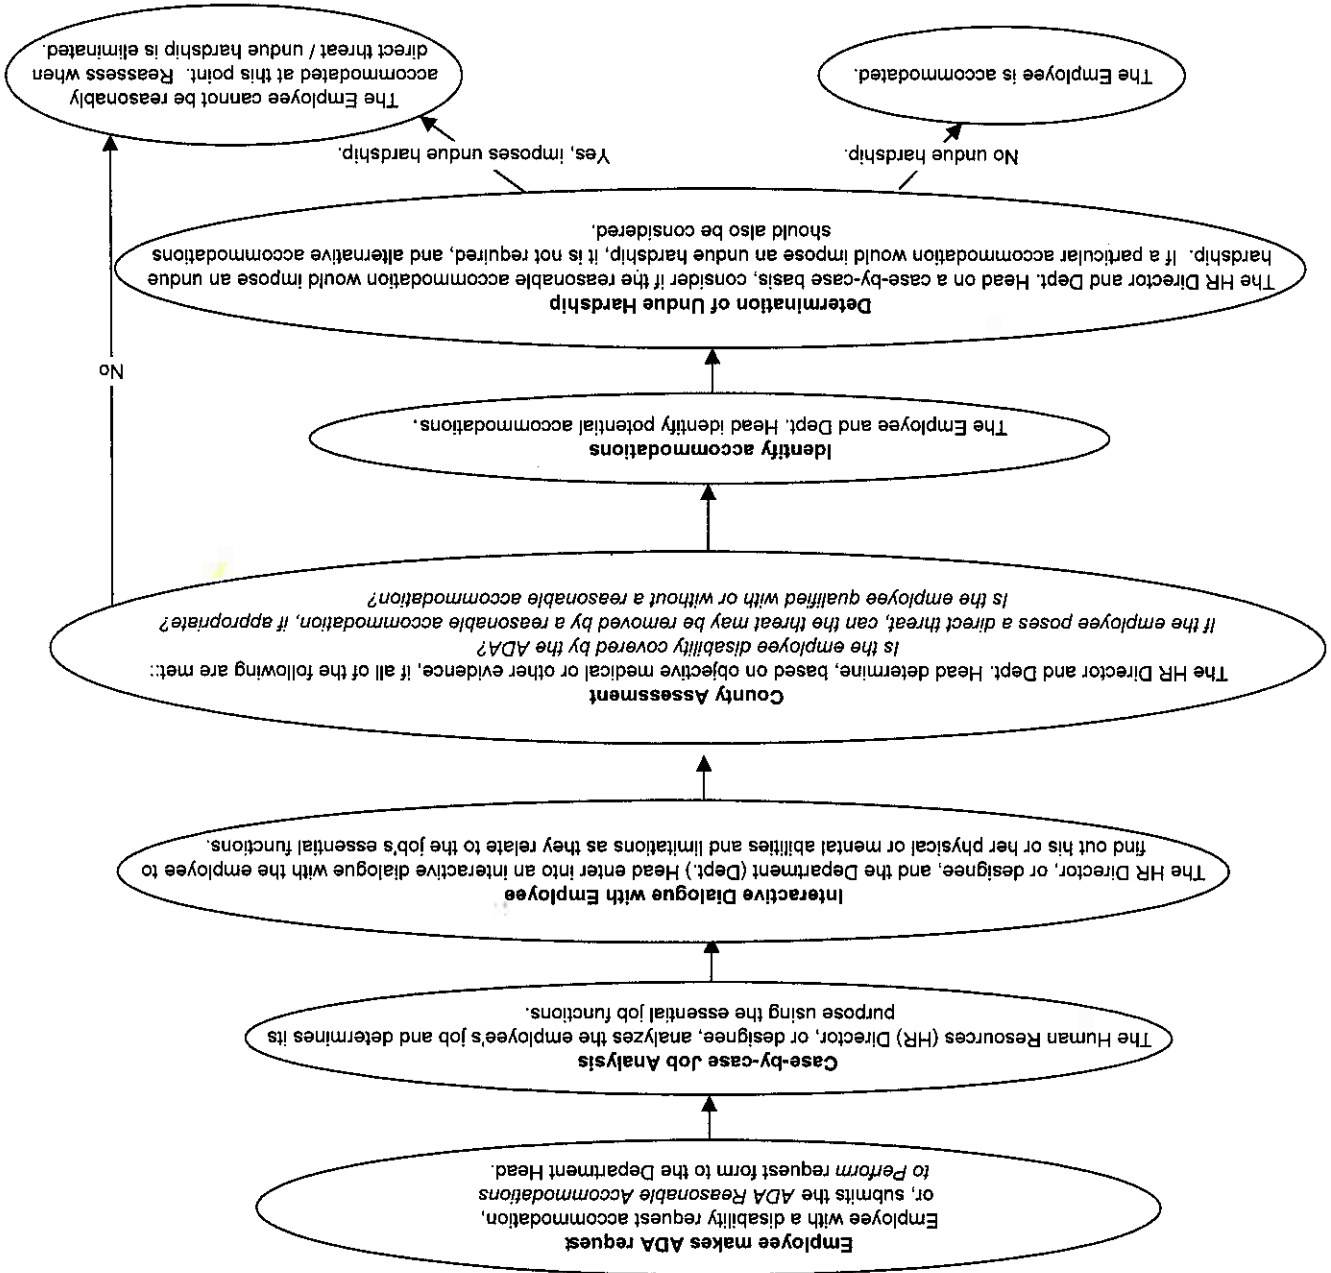 Employee makes ADA request
Employee with a disability request accommodation,
or, submits the ADA Reasonable Accommodations
to Perform request form to the Department Head.
Case-by-case Job Analysis
The Human Resources (HR) Director, or designee, analyzes the employee's job and determines its
purpose using the essential job functions.
Interactive Dialogue with Employee
The HR Director, or designee, and the Department (Dept.) Head enter into an interactive dialogue with the employee to
find out his or her physical or mental abilities and limitations as they relate to the job's essential functions.
County Assessment
The HR Director and Dept. Head determine, based on objective medical or other evidence, if all of the following are met::
Is the employee disability covered by the ADA?
If the employee poses a direct threat, can the threat may be removed by a reasonable accommodation, if appropriate?
Is the employee qualified with or without a reasonable accommodation?
Identify accommodations
The Employee and Dept. Head identify potential accommodations.
No
Determination of Undue Hardship
The HR Director and Dept. Head on a case-by-case basis, consider if the reasonable accommodation would impose an undue
hardship. If a particular accommodation would impose an undue hardship, it is not required, and alternative accommodations
should also be considered.
No undue hardship.
Yes, imposes undue hardship.
The Employee is accommodated.
The Employee cannot be reasonably
accommodated at this point. Reassess when
direct threat / undue hardship is eliminated.